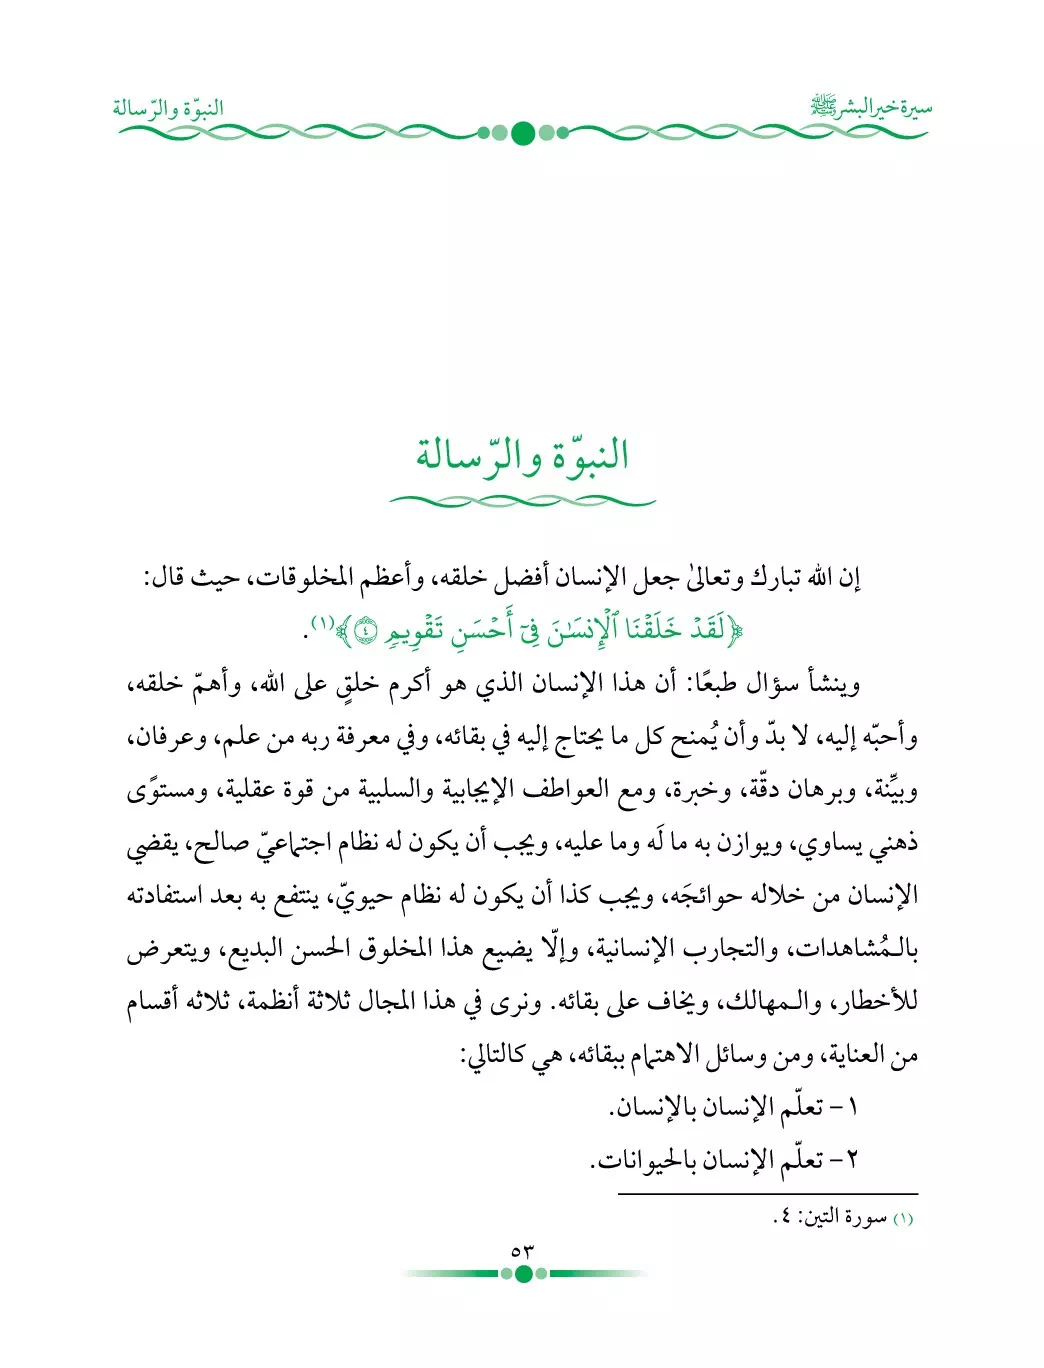 سيرة خير البشر ﷺ
النبوّة والرّسالة
النبوّة والرّسالة
إن الله تبارك وتعالىٰ جعل الإنسان أفضل خلقه، وأعظم المخلوقات، حيث قال:
﴿لَقَدۡ خَلَقۡنَا ٱلۡإِنسَٰنَ فِيٓ أَحۡسَنِ تَقۡوِيمٖ ٤﴾(١).
وينشأ سؤال طبعًا: أن هذا الإنسان الذي هو أكرم خلقٍ على الله، وأهمّ خلقه،
وأحبّه إليه، لا بدّ وأن يُمنح كل ما يحتاج إليه في بقائه، وفي معرفة ربه من علم، وعرفان،
وبيِّنة، وبرهان دقّة، وخبرة، ومع العواطف الإيجابية والسلبية من قوة عقلية، ومستوًى
ذهني يساوي، ويوازن به ما لَه وما عليه، ويجب أن يكون له نظام اجتماعيّ صالح، يقضي
الإنسان من خلاله حوائجَه، ويجب كذا أن يكون له نظام حيويّ، ينتفع به بعد استفادته
بالـمُشاهدات، والتجارب الإنسانية، وإلّا يضيع هذا المخلوق الحسن البديع، ويتعرض
للأخطار، والـمهالك، ويخاف على بقائه. ونرى في هذا المجال ثلاثة أنظمة، ثلاثه أقسام
من العناية، ومن وسائل الاهتمام ببقائه، هي كالتالي:
١- تعلّم الإنسان بالإنسان.
٢- تعلّم الإنسان بالحيوانات.
(١) سورة التين: ٤.
٥٣